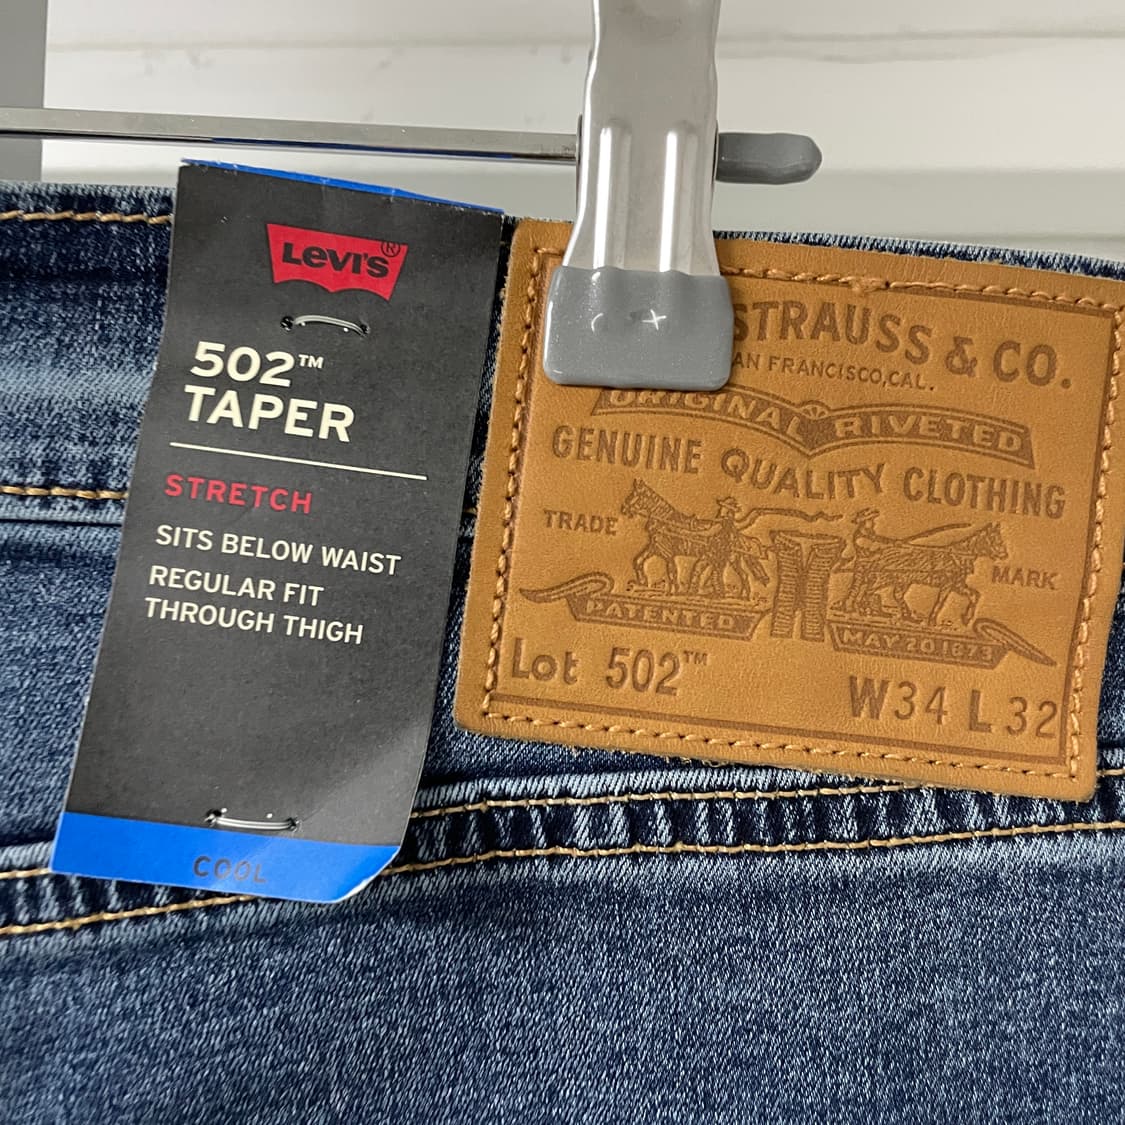 Levi's®
502™
TAPER
STRETCH
SITS BELOW WAIST
REGULAR FIT
THROUGH THIGH
COOL
STRAUSS & CO.
SAN FRANCISCO,CAL.
ORIGINAL RIVETED
GENUINE QUALITY CLOTHING
TRADE MARK
PATENTED MAY 20 1873
Lot 502™
W34 L32